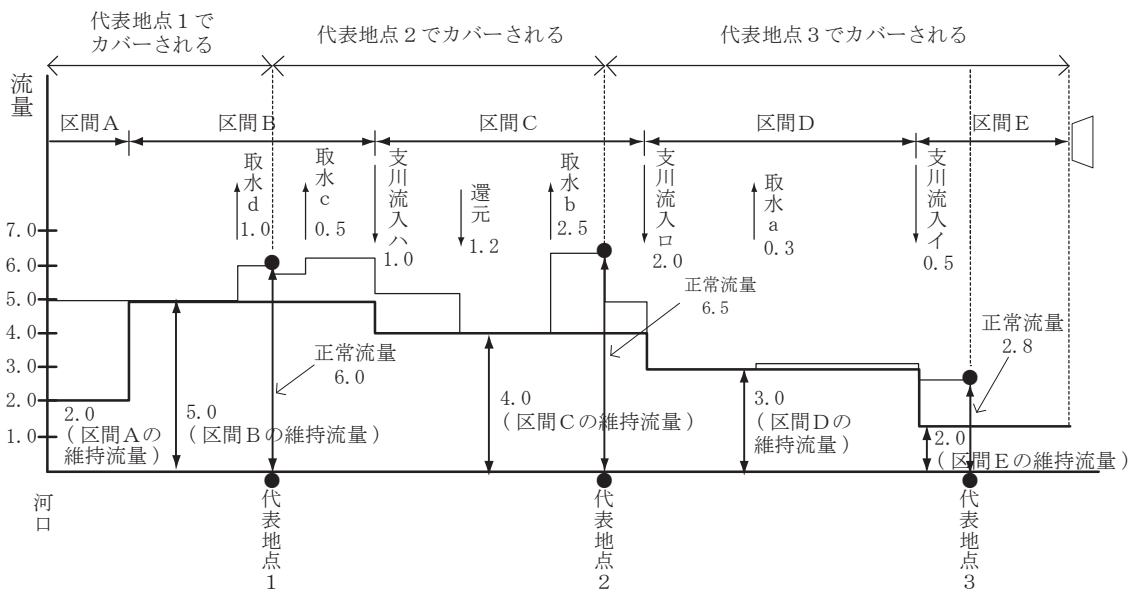 代表地点1で
カバーされる
代表地点2でカバーされる
代表地点3でカバーされる
流量
区間A
区間B
区間C
区間D
区間E
取水d
1.0
取水c
0.5
支川流入ハ
1.0
還元
1.2
取水b
2.5
支川流入ロ
2.0
取水a
0.3
支川流入イ
0.5
7.0
6.0
5.0
4.0
3.0
2.0
1.0
正常流量
6.0
正常流量
6.5
正常流量
2.8
2.0
(区間Aの
維持流量)
5.0
(区間Bの維持流量)
4.0
(区間Cの維持流量)
3.0
(区間Dの
維持流量)
2.0
(区間Eの維持流量)
河口
代表地点1
代表地点2
代表地点3